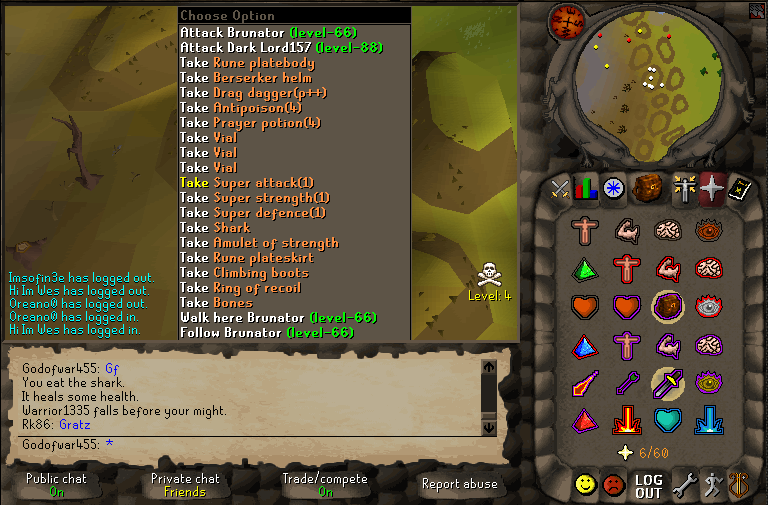 Choose Option
Attack Brunator (level-66)
Attack Dark Lord157 (level-88)
Take Rune platebody
Take Berserker helm
Take Drag dagger(p++)
Take Antipoison(4)
Take Prayer potion(4)
Take Vial
Take Vial
Take Vial
Take Super attack(1)
Take Super strength(1)
Take Super defence(1)
Take Shark
Take Amulet of strength
Take Rune plateskirt
Take Climbing boots
Take Ring of recoil
Take Bones
Walk here Brunator (level-66)
Follow Brunator (level-66)
Imsofin3e has logged out.
Hi Im Wes has logged out.
Oreano0 has logged out.
Oreano0 has logged in.
Hi Im Wes has logged in.
Level: 4
Godofwar455: Gf
You eat the shark.
It heals some health.
Warrior1335 falls before your might.
Rk86: Gratz
Godofwar455: *
Public chat
On
Private chat
Friends
Trade/compete
On
Report abuse
6/60
LOG
OUT